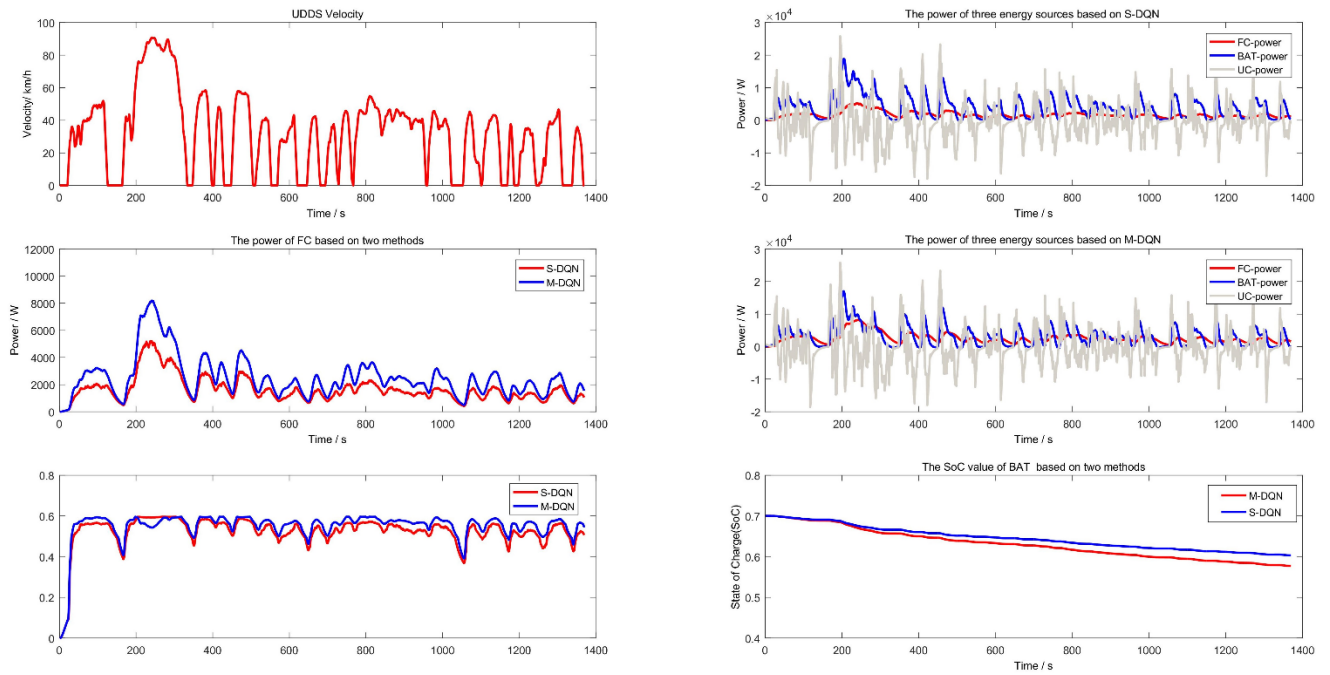 UDDS Velocity
Velocity/ km/h
100
80
60
40
20
0
0 200 400 600 800 1000 1200 1400
Time / s
The power of three energy sources based on S-DQN
× 10^4
Power / W
3
2
1
0
-1
-2
FC-power
BAT-power
UC-power
0 200 400 600 800 1000 1200 1400
Time / s
The power of FC based on two methods
Power / W
12000
10000
8000
6000
4000
2000
0
S-DQN
M-DQN
0 200 400 600 800 1000 1200 1400
Time / s
The power of three energy sources based on M-DQN
× 10^4
Power / W
3
2
1
0
-1
-2
FC-power
BAT-power
UC-power
0 200 400 600 800 1000 1200 1400
Time / s
0.8
0.6
0.4
0.2
0
S-DQN
M-DQN
0 200 400 600 800 1000 1200 1400
Time / s
The SoC value of BAT based on two methods
State of Charge(SoC)
0.8
0.7
0.6
0.5
0.4
M-DQN
S-DQN
0 200 400 600 800 1000 1200 1400
Time / s